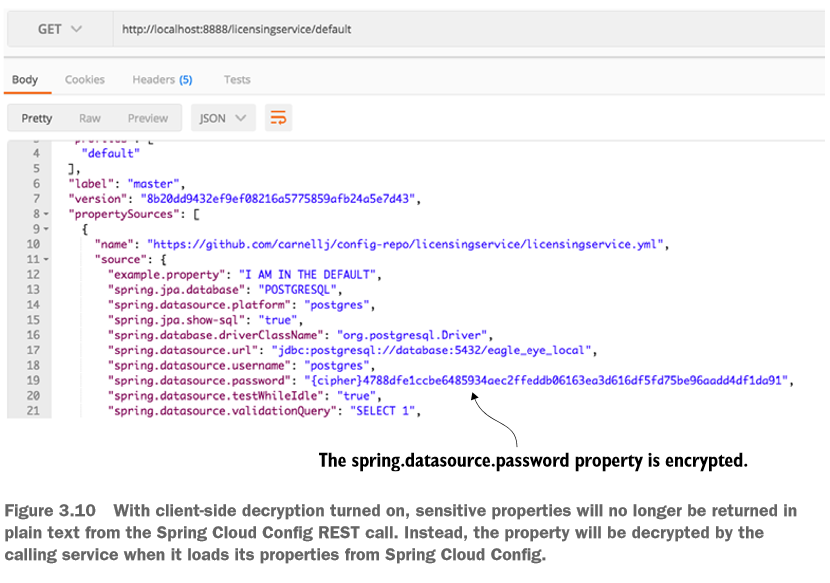 GET http://localhost:8888/licensingservice/default
Body Cookies Headers (5) Tests
Pretty Raw Preview JSON
4 "default"
5 ],
6 "label": "master",
7 "version": "8b20dd9432ef9ef08216a5775859afb24a5e7d43",
8 "propertySources": [
9 {
10 "name": "https://github.com/carnellj/config-repo/licensingservice/licensingservice.yml",
11 "source": {
12 "example.property": "I AM IN THE DEFAULT",
13 "spring.jpa.database": "POSTGRESQL",
14 "spring.datasource.platform": "postgres",
15 "spring.jpa.show-sql": "true",
16 "spring.database.driverClassName": "org.postgresql.Driver",
17 "spring.datasource.url": "jdbc:postgresql://database:5432/eagle_eye_local",
18 "spring.datasource.username": "postgres",
19 "spring.datasource.password": "{cipher}4788dfe1ccbe6485934aec2ffeddb06163ea3d616df5fd75be96aadd4df1da91",
20 "spring.datasource.testWhileIdle": "true",
21 "spring.datasource.validationQuery": "SELECT 1",
The spring.datasource.password property is encrypted.
Figure 3.10 With client-side decryption turned on, sensitive properties will no longer be returned in
plain text from the Spring Cloud Config REST call. Instead, the property will be decrypted by the
calling service when it loads its properties from Spring Cloud Config.